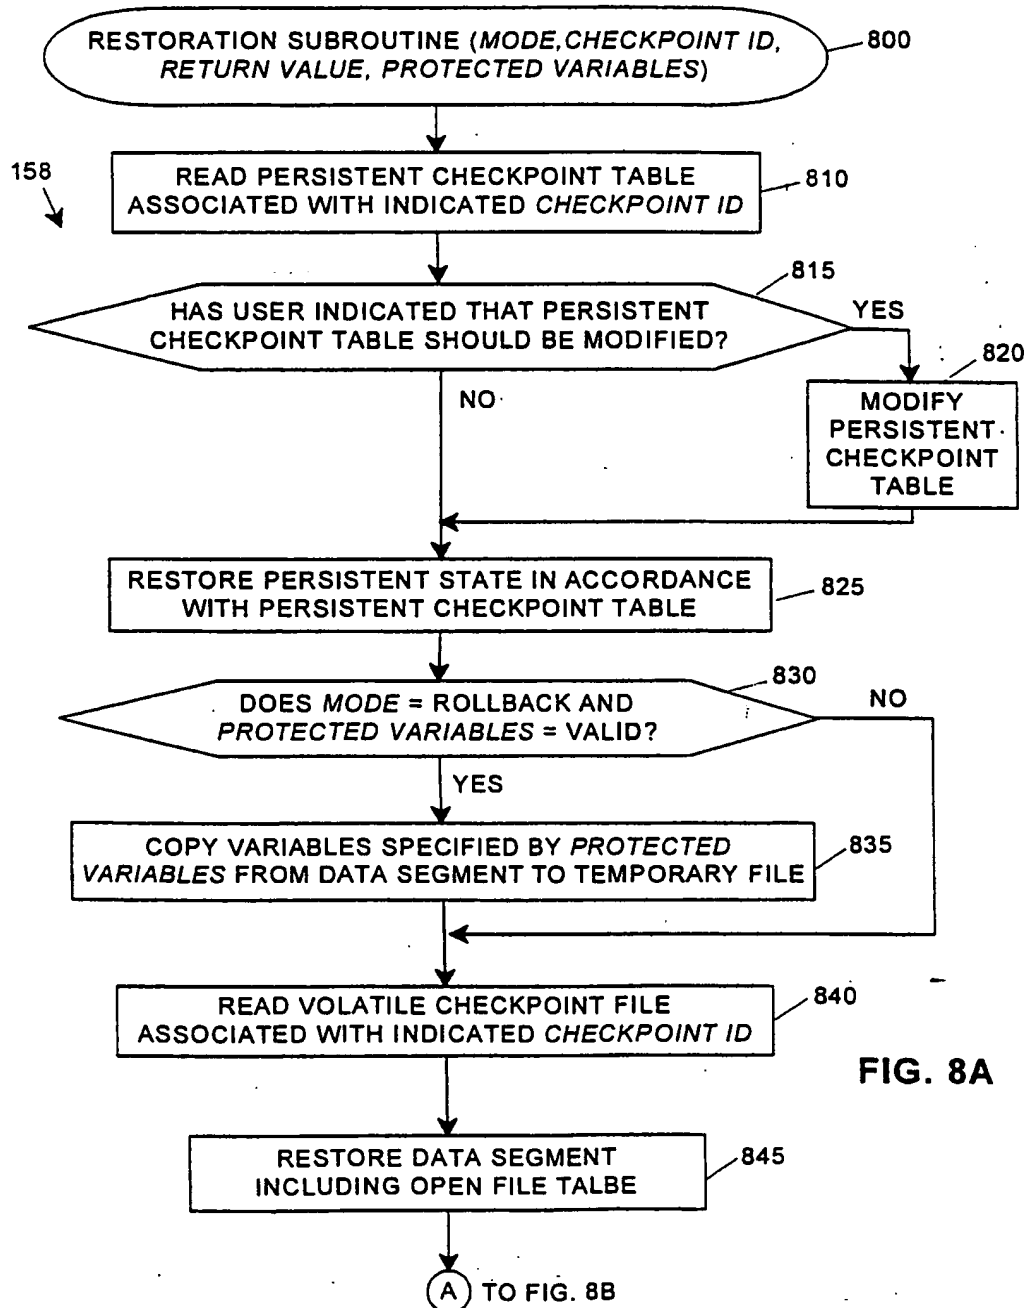 RESTORATION SUBROUTINE (MODE,CHECKPOINT ID,
RETURN VALUE, PROTECTED VARIABLES)
800
158
READ PERSISTENT CHECKPOINT TABLE
ASSOCIATED WITH INDICATED CHECKPOINT ID
810
815
HAS USER INDICATED THAT PERSISTENT
CHECKPOINT TABLE SHOULD BE MODIFIED?
YES
NO
820
MODIFY
PERSISTENT
CHECKPOINT
TABLE
RESTORE PERSISTENT STATE IN ACCORDANCE
WITH PERSISTENT CHECKPOINT TABLE
825
830
DOES MODE = ROLLBACK AND
PROTECTED VARIABLES = VALID?
NO
YES
COPY VARIABLES SPECIFIED BY PROTECTED
VARIABLES FROM DATA SEGMENT TO TEMPORARY FILE
835
READ VOLATILE CHECKPOINT FILE
ASSOCIATED WITH INDICATED CHECKPOINT ID
840
FIG. 8A
RESTORE DATA SEGMENT
INCLUDING OPEN FILE TALBE
845
A TO FIG. 8B